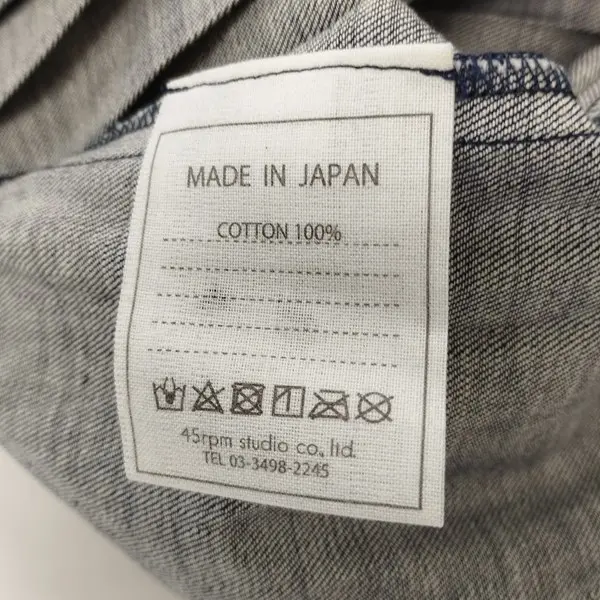 MADE IN JAPAN
COTTON 100%
45rpm studio co., ltd.
TEL 03-3498-2245